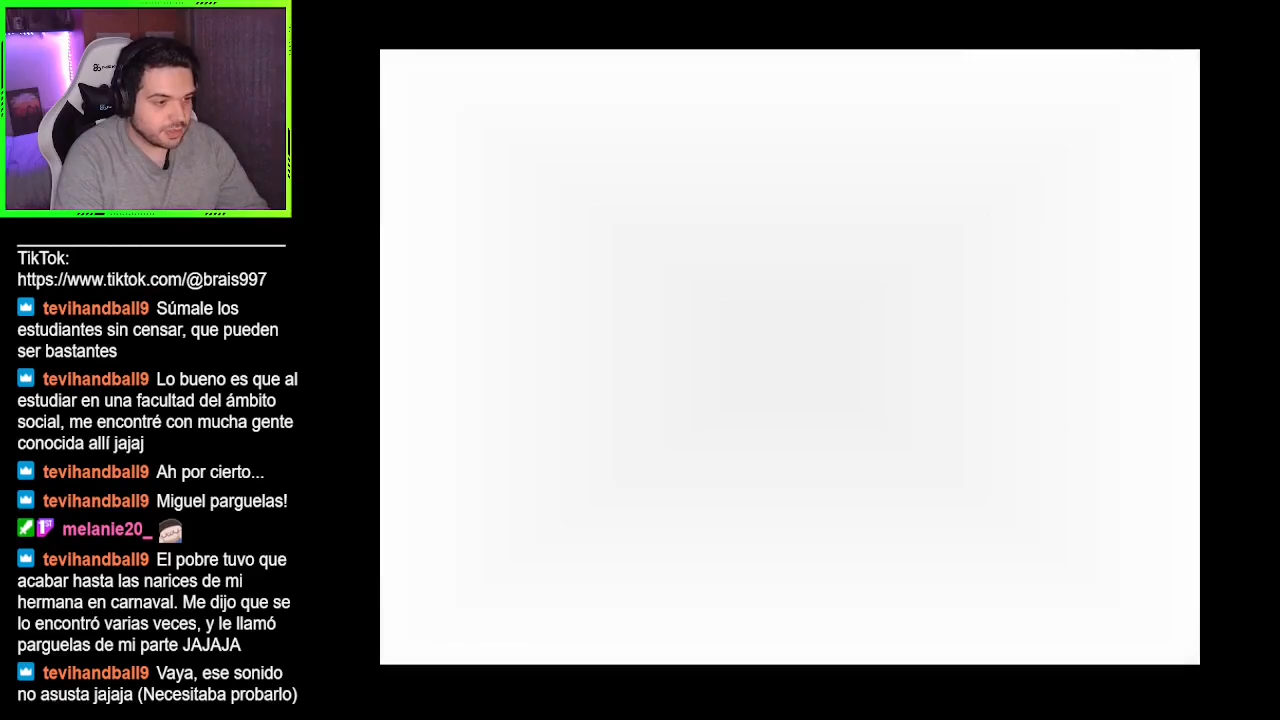 TikTok:
https://www.tiktok.com/@brais997
tevihandball9 Súmale los
estudiantes sin censar, que pueden
ser bastantes
tevihandball9 Lo bueno es que al
estudiar en una facultad del ámbito
social, me encontré con mucha gente
conocida allí jajaj
tevihandball9 Ah por cierto...
tevihandball9 Miguel parguelas!
1ST melanie20_
tevihandball9 El pobre tuvo que
acabar hasta las narices de mi
hermana en carnaval. Me dijo que se
lo encontró varias veces, y le llamó
parguelas de mi parte JAJAJA
tevihandball9 Vaya, ese sonido
no asusta jajaja (Necesitaba probarlo)